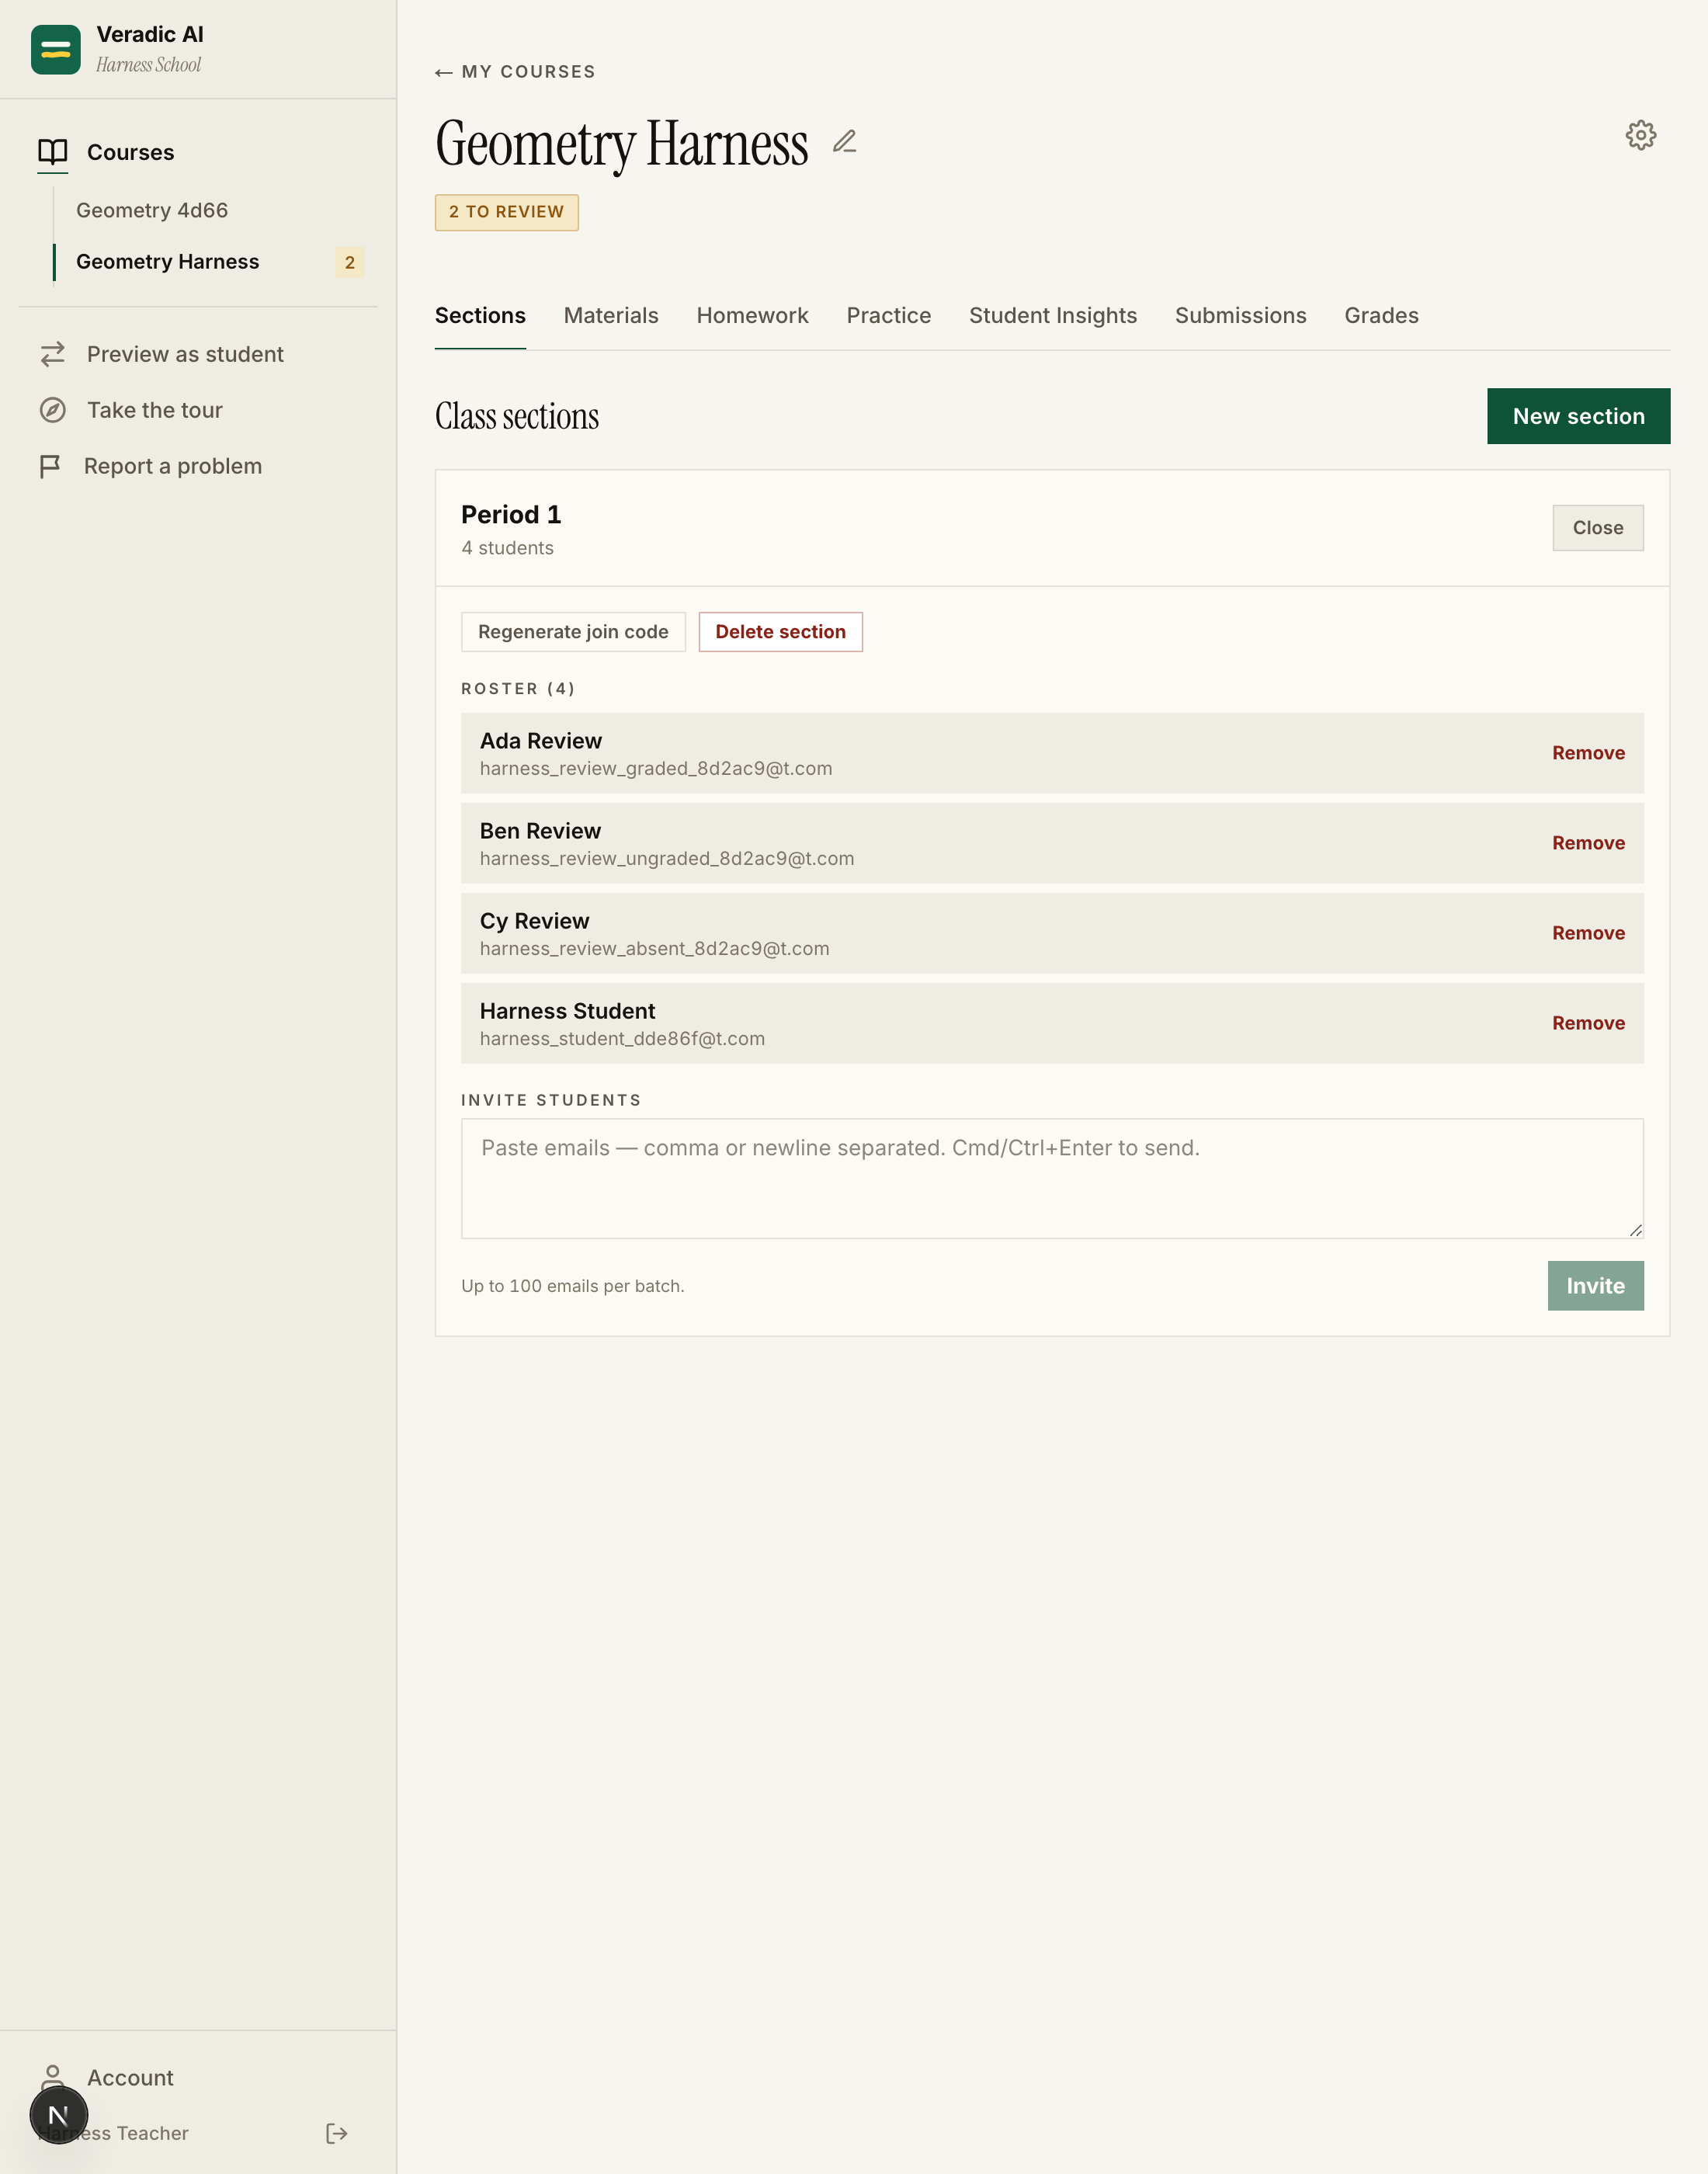 Veradic AI
Harness School
Courses
Geometry 4d66
Geometry Harness
2
Preview as student
Take the tour
Report a problem
Account
ess Teacher
← MY COURSES
Geometry Harness
2 TO REVIEW
Sections
Materials
Homework
Practice
Student Insights
Submissions
Grades
Class sections
New section
Period 1
4 students
Close
Regenerate join code
Delete section
ROSTER (4)
Ada Review
harness_review_graded_8d2ac9@t.com
Remove
Ben Review
harness_review_ungraded_8d2ac9@t.com
Remove
Cy Review
harness_review_absent_8d2ac9@t.com
Remove
Harness Student
harness_student_dde86f@t.com
Remove
INVITE STUDENTS
Paste emails — comma or newline separated. Cmd/Ctrl+Enter to send.
Up to 100 emails per batch.
Invite